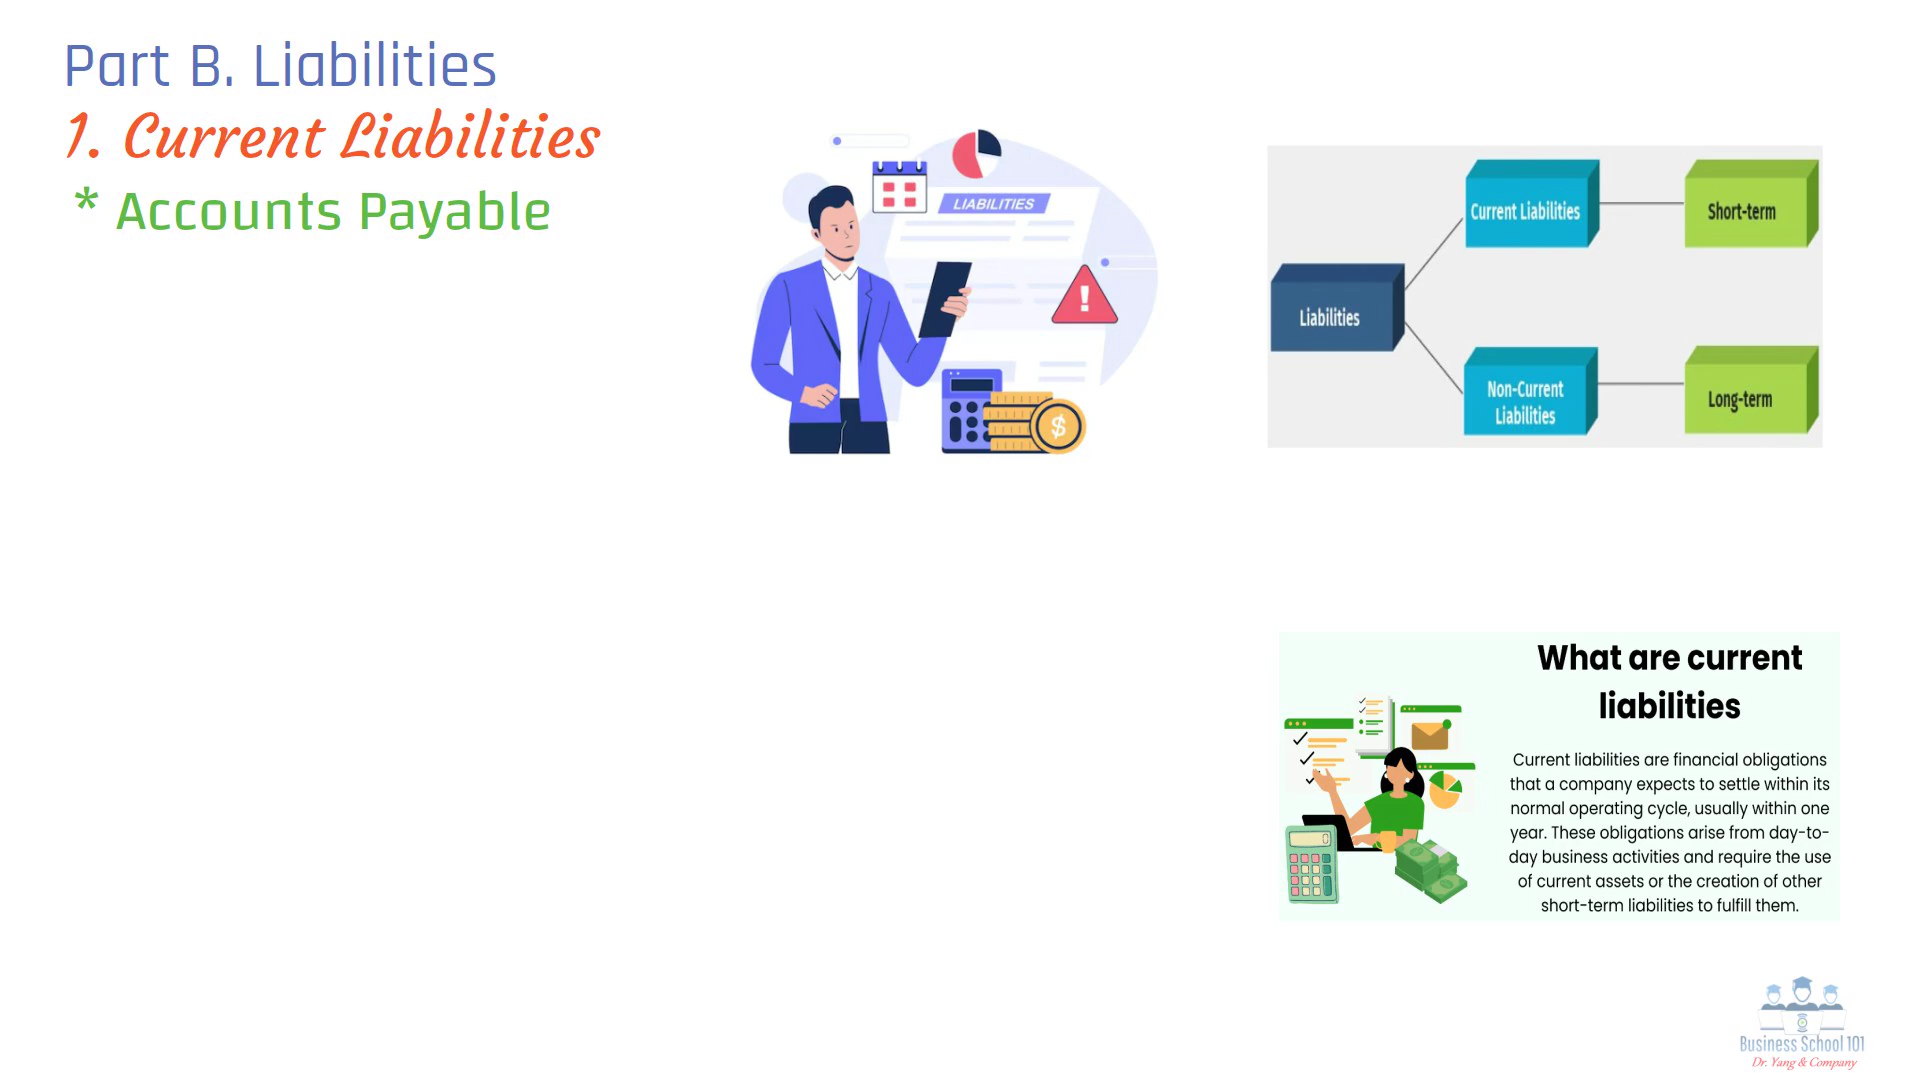 Part B. Liabilities
1. Current Liabilities
* Accounts Payable
LIABILITIES
!
$
Liabilities
Current Liabilities
Short-term
Non-Current
Liabilities
Long-term
What are current
liabilities
Current liabilities are financial obligations
that a company expects to settle within its
normal operating cycle, usually within one
year. These obligations arise from day-to-
day business activities and require the use
of current assets or the creation of other
short-term liabilities to fulfill them.
Business School 101
Dr. Yang & Company